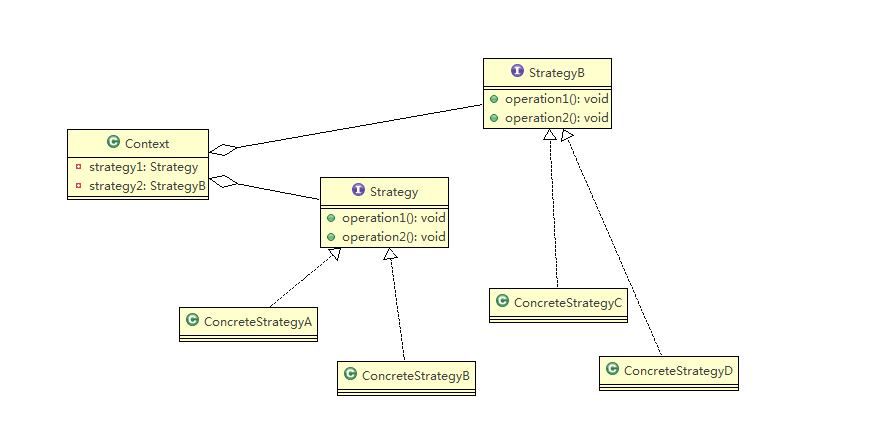 StrategyB
operation1(): void
operation2(): void
Context
strategy1: Strategy
strategy2: StrategyB
Strategy
operation1(): void
operation2(): void
ConcreteStrategyC
ConcreteStrategyA
ConcreteStrategyB
ConcreteStrategyD